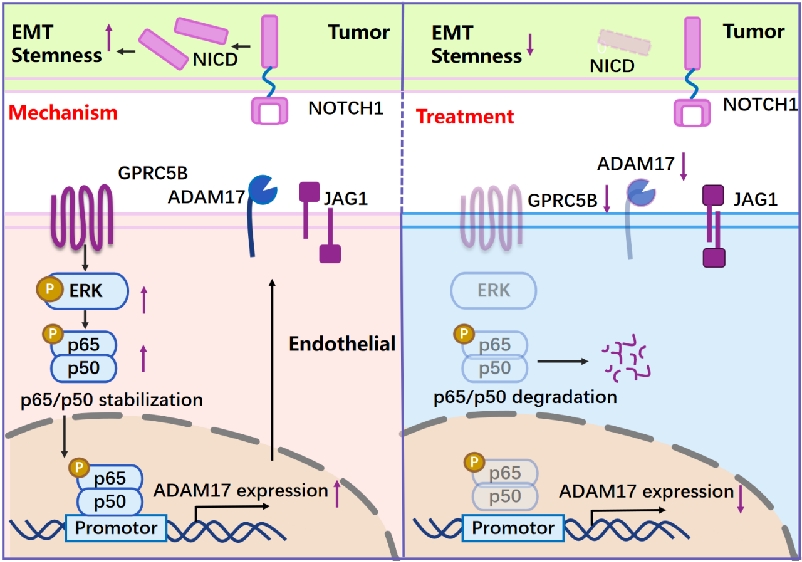 EMT
Stemness
NICD
Tumor
NOTCH1
Mechanism
GPRC5B
ADAM17
JAG1
P
ERK
P
p65
p50
Endothelial
p65/p50 stabilization
P
p65
p50
ADAM17 expression
Promotor
EMT
Stemness
NICD
Tumor
NOTCH1
Treatment
ADAM17
GPRC5B
JAG1
ERK
P
p65
p50
p65/p50 degradation
P
p65
p50
ADAM17 expression
Promotor